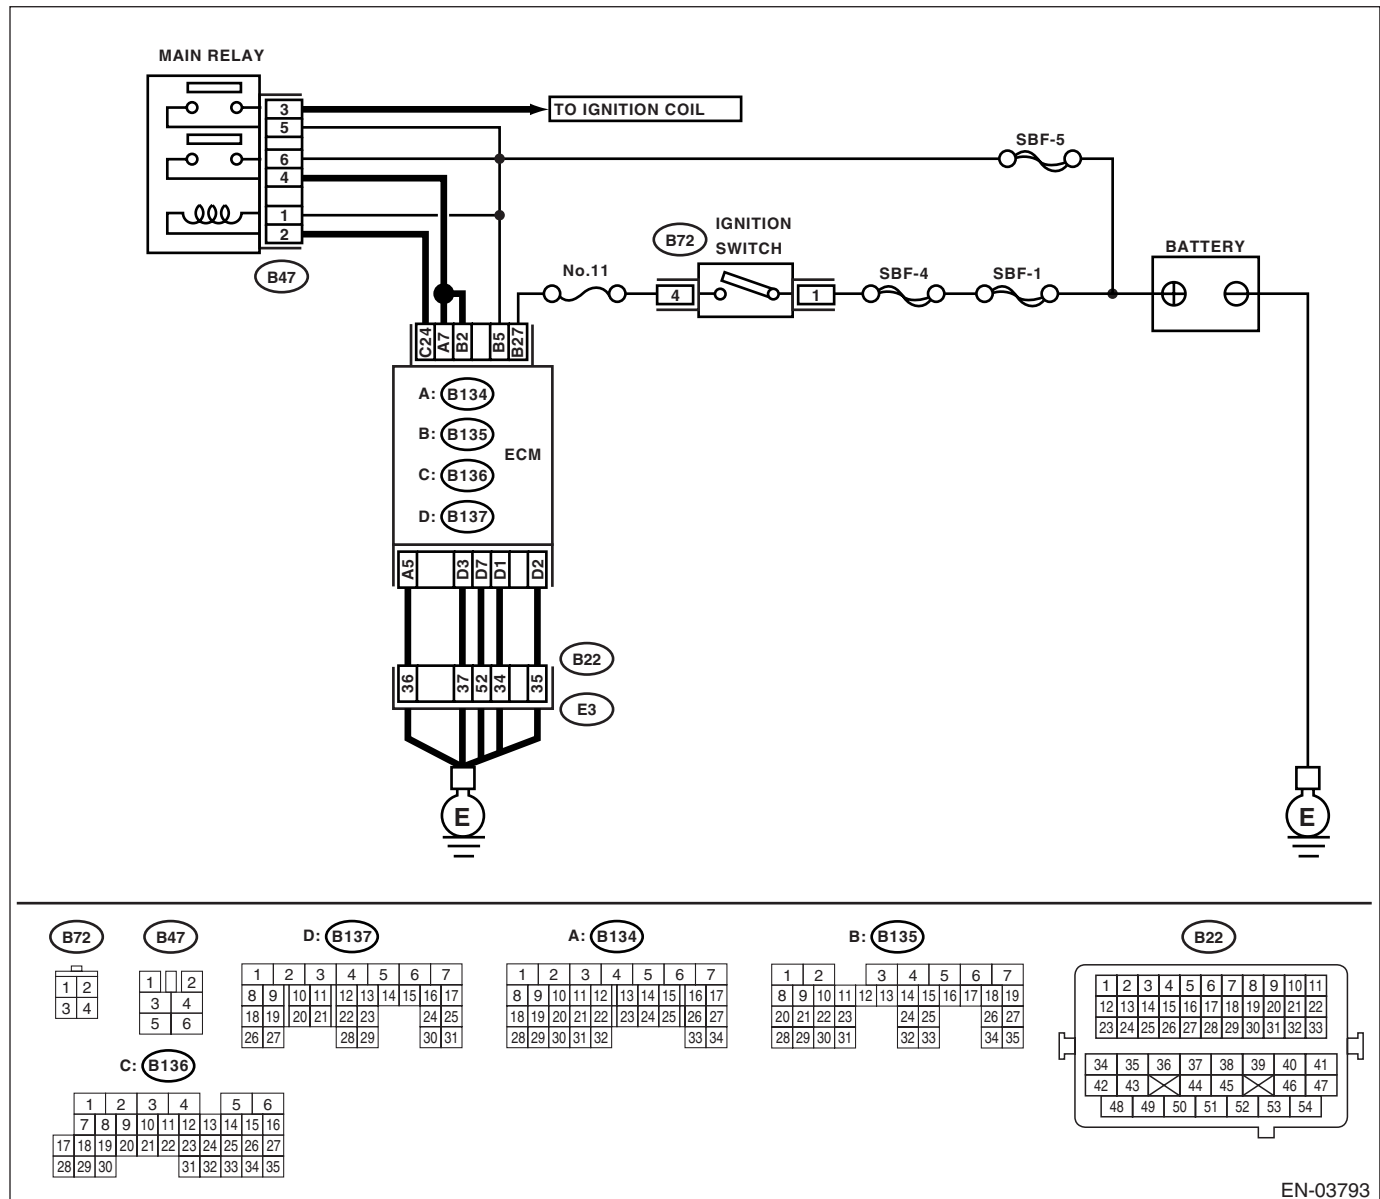 MAIN RELAY
3
TO IGNITION COIL
5
6
4
1
2
B47
SBF-5
B72
IGNITION
SWITCH
No.11
4
1
SBF-4
SBF-1
BATTERY
C24
A7
B2
B5
B27
A: B134
B: B135
ECM
C: B136
D: B137
A5
D3
D7
D1
D2
B22
36
37
52
34
35
E3
E
E
B72
1 2
3 4
B47
1 2
3 4
5 6
D: B137
1 2 3 4 5 6 7
8 9 10 11 12 13 14 15 16 17
18 19 20 21 22 23 24 25
26 27 28 29 30 31
A: B134
1 2 3 4 5 6 7
8 9 10 11 12 13 14 15 16 17
18 19 20 21 22 23 24 25 26 27
28 29 30 31 32 33 34
B: B135
1 2 3 4 5 6 7
8 9 10 11 12 13 14 15 16 17 18 19
20 21 22 23 24 25 26 27
28 29 30 31 32 33 34 35
B22
1 2 3 4 5 6 7 8 9 10 11
12 13 14 15 16 17 18 19 20 21 22
23 24 25 26 27 28 29 30 31 32 33
34 35 36 37 38 39 40 41
42 43 44 45 46 47
48 49 50 51 52 53 54
C: B136
1 2 3 4 5 6
7 8 9 10 11 12 13 14 15 16
17 18 19 20 21 22 23 24 25 26 27
28 29 30 31 32 33 34 35
EN-03793